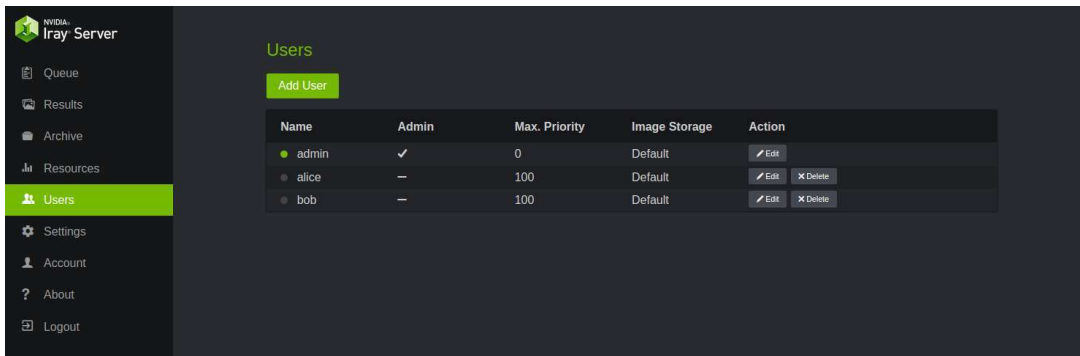 NVIDIA®
Iray® Server
Queue
Results
Archive
Resources
Users
Settings
Account
? About
Logout
Users
Add User
Name Admin Max. Priority Image Storage Action
admin ✓ 0 Default Edit
alice – 100 Default Edit ✕ Delete
bob – 100 Default Edit ✕ Delete